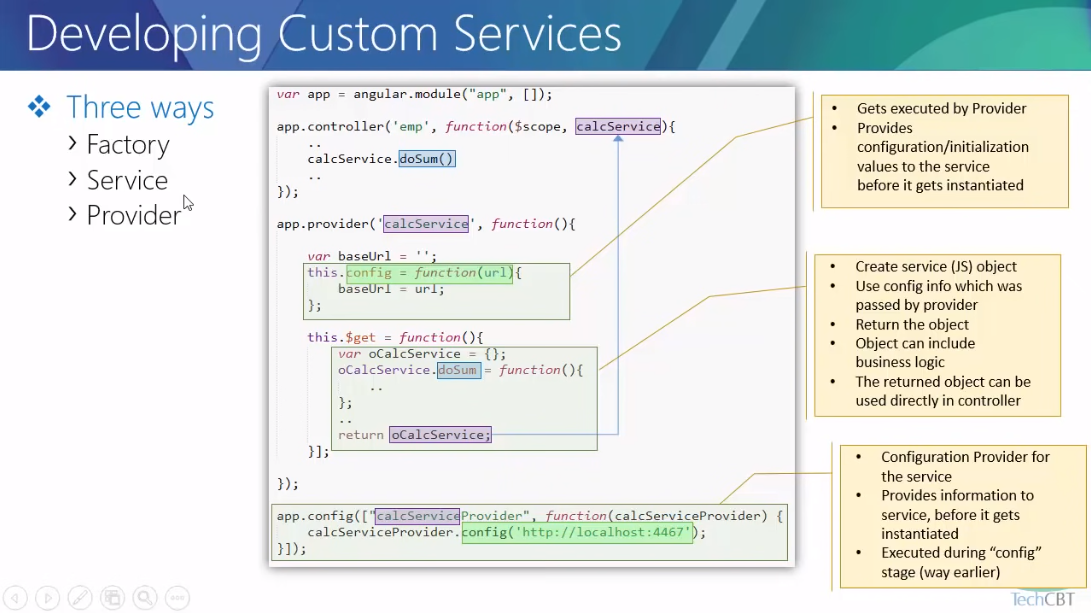 Developing Custom Services
Three ways
Factory
Service
Provider
var app = angular.module("app", []);
app.controller('emp', function($scope, calcService){
..
calcService.doSum()
..
});
app.provider('calcService', function(){
var baseUrl = '';
this.config = function(url){
baseUrl = url;
};
this.$get = function(){
var oCalcService = {};
oCalcService.doSum = function(){
..
};
..
return oCalcService;
}];
});
app.config(["calcServiceProvider", function(calcServiceProvider) {
calcServiceProvider.config('http://localhost:4467');
}]);
• Gets executed by Provider
• Provides
configuration/initialization
values to the service
before it gets instantiated
• Create service (JS) object
• Use config info which was
passed by provider
• Return the object
• Object can include
business logic
• The returned object can be
used directly in controller
• Configuration Provider for
the service
• Provides information to
service, before it gets
instantiated
• Executed during “config”
stage (way earlier)
TechCBT